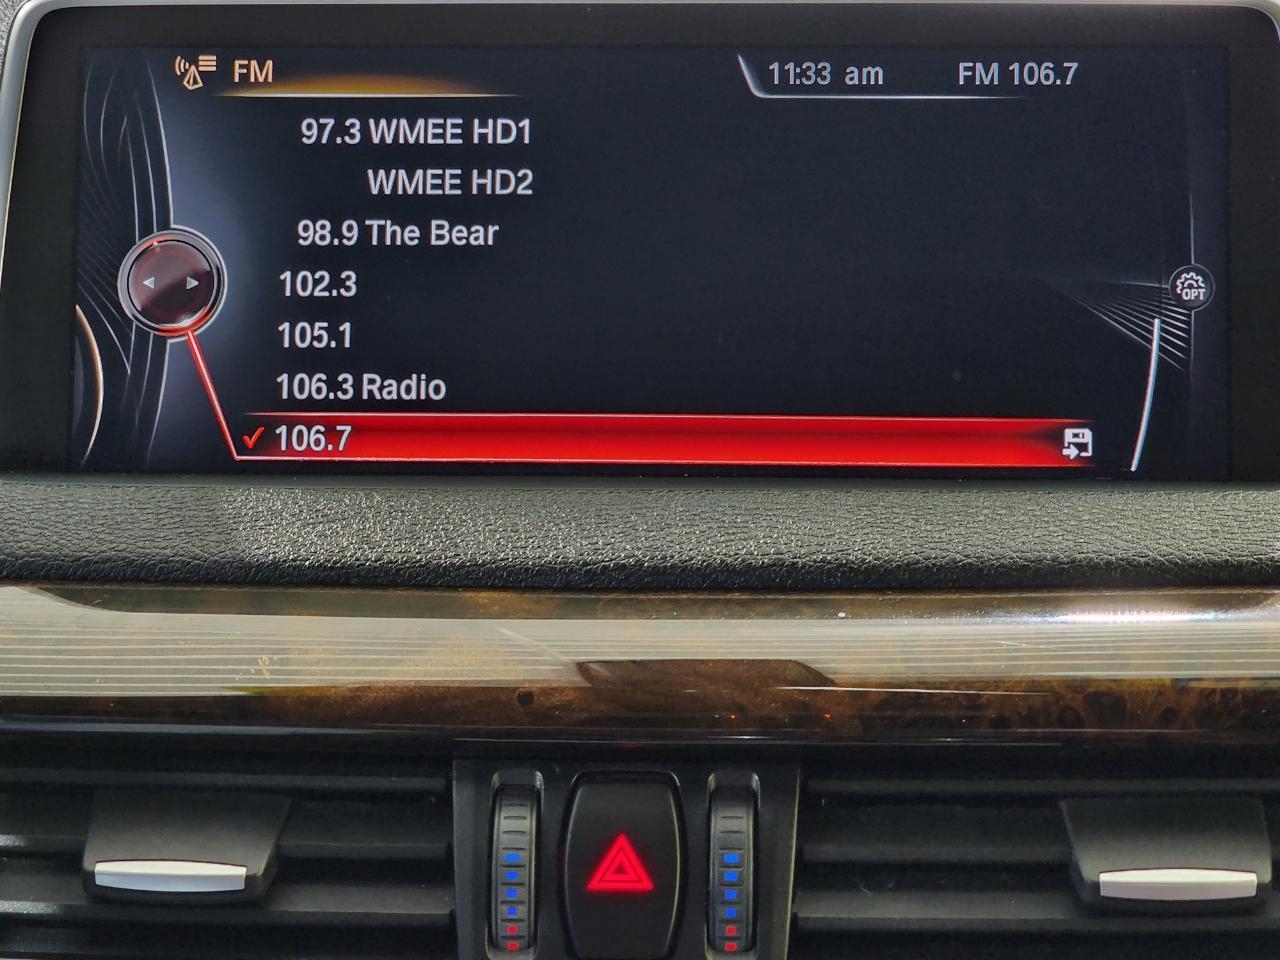 FM
11:33 am FM 106.7
97.3 WMEE HD1
WMEE HD2
98.9 The Bear
102.3
105.1
106.3 Radio
106.7
OPT